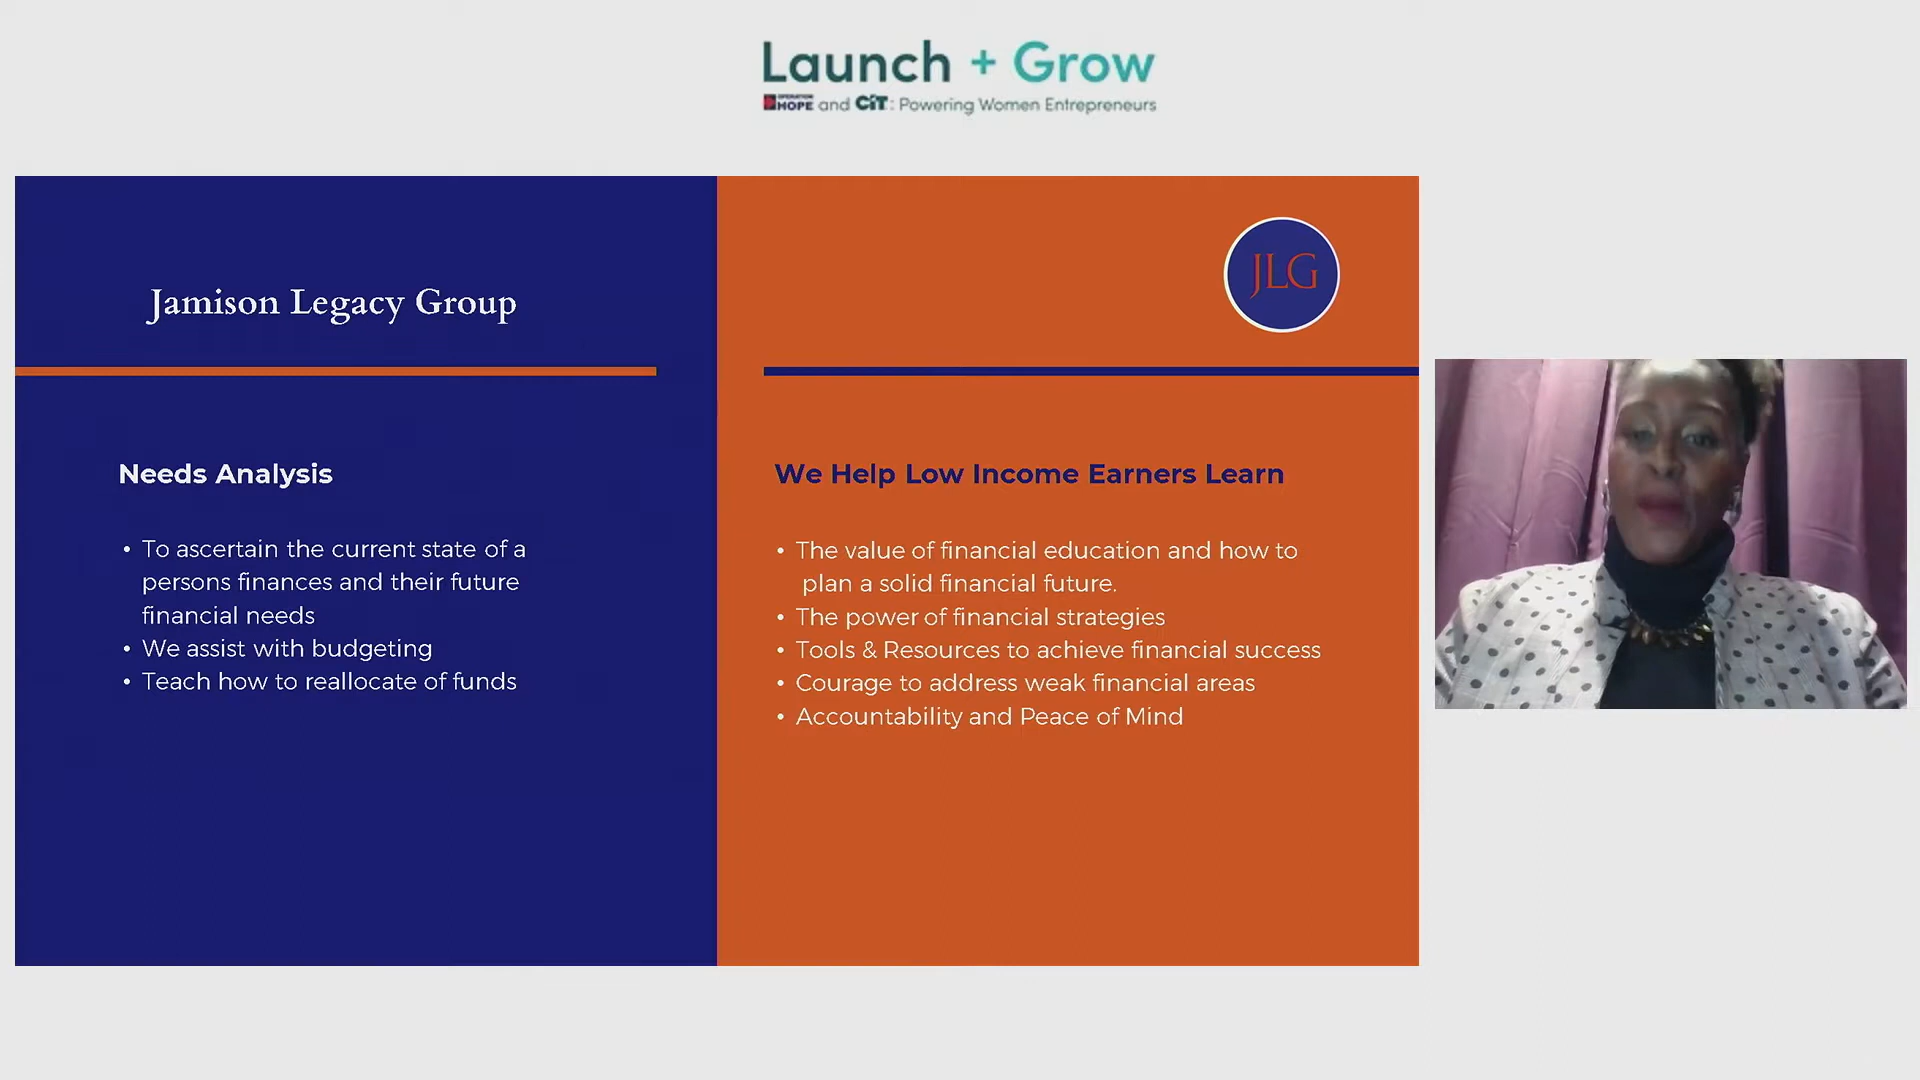 Launch + Grow
OPERATION HOPE and CIT: Powering Women Entrepreneurs
Jamison Legacy Group
JLG
Needs Analysis
• To ascertain the current state of a
persons finances and their future
financial needs
• We assist with budgeting
• Teach how to reallocate of funds
We Help Low Income Earners Learn
• The value of financial education and how to
plan a solid financial future.
• The power of financial strategies
• Tools & Resources to achieve financial success
• Courage to address weak financial areas
• Accountability and Peace of Mind